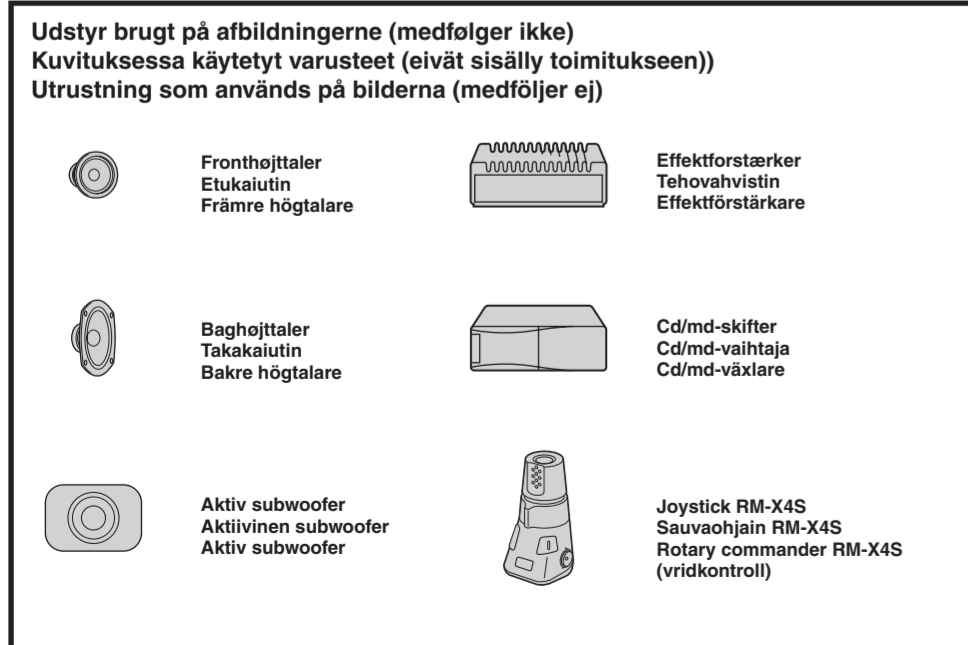 Udstyr brugt på afbildningerne (medfølger ikke)
Kuvituksessa käytetyt varusteet (eivät sisälly toimitukseen))
Utrustning som används på bilderna (medföljer ej)
Fronthøjttaler
Etukaiutin
Främre högtalare
Effektforstærker
Tehovahvistin
Effektförstärkare
Baghøjttaler
Takakaiutin
Bakre högtalare
Cd/md-skifter
Cd/md-vaihtaja
Cd/md-växlare
Aktiv subwoofer
Aktiivinen subwoofer
Aktiv subwoofer
Joystick RM-X4S
Sauvaohjain RM-X4S
Rotary commander RM-X4S
(vridkontroll)